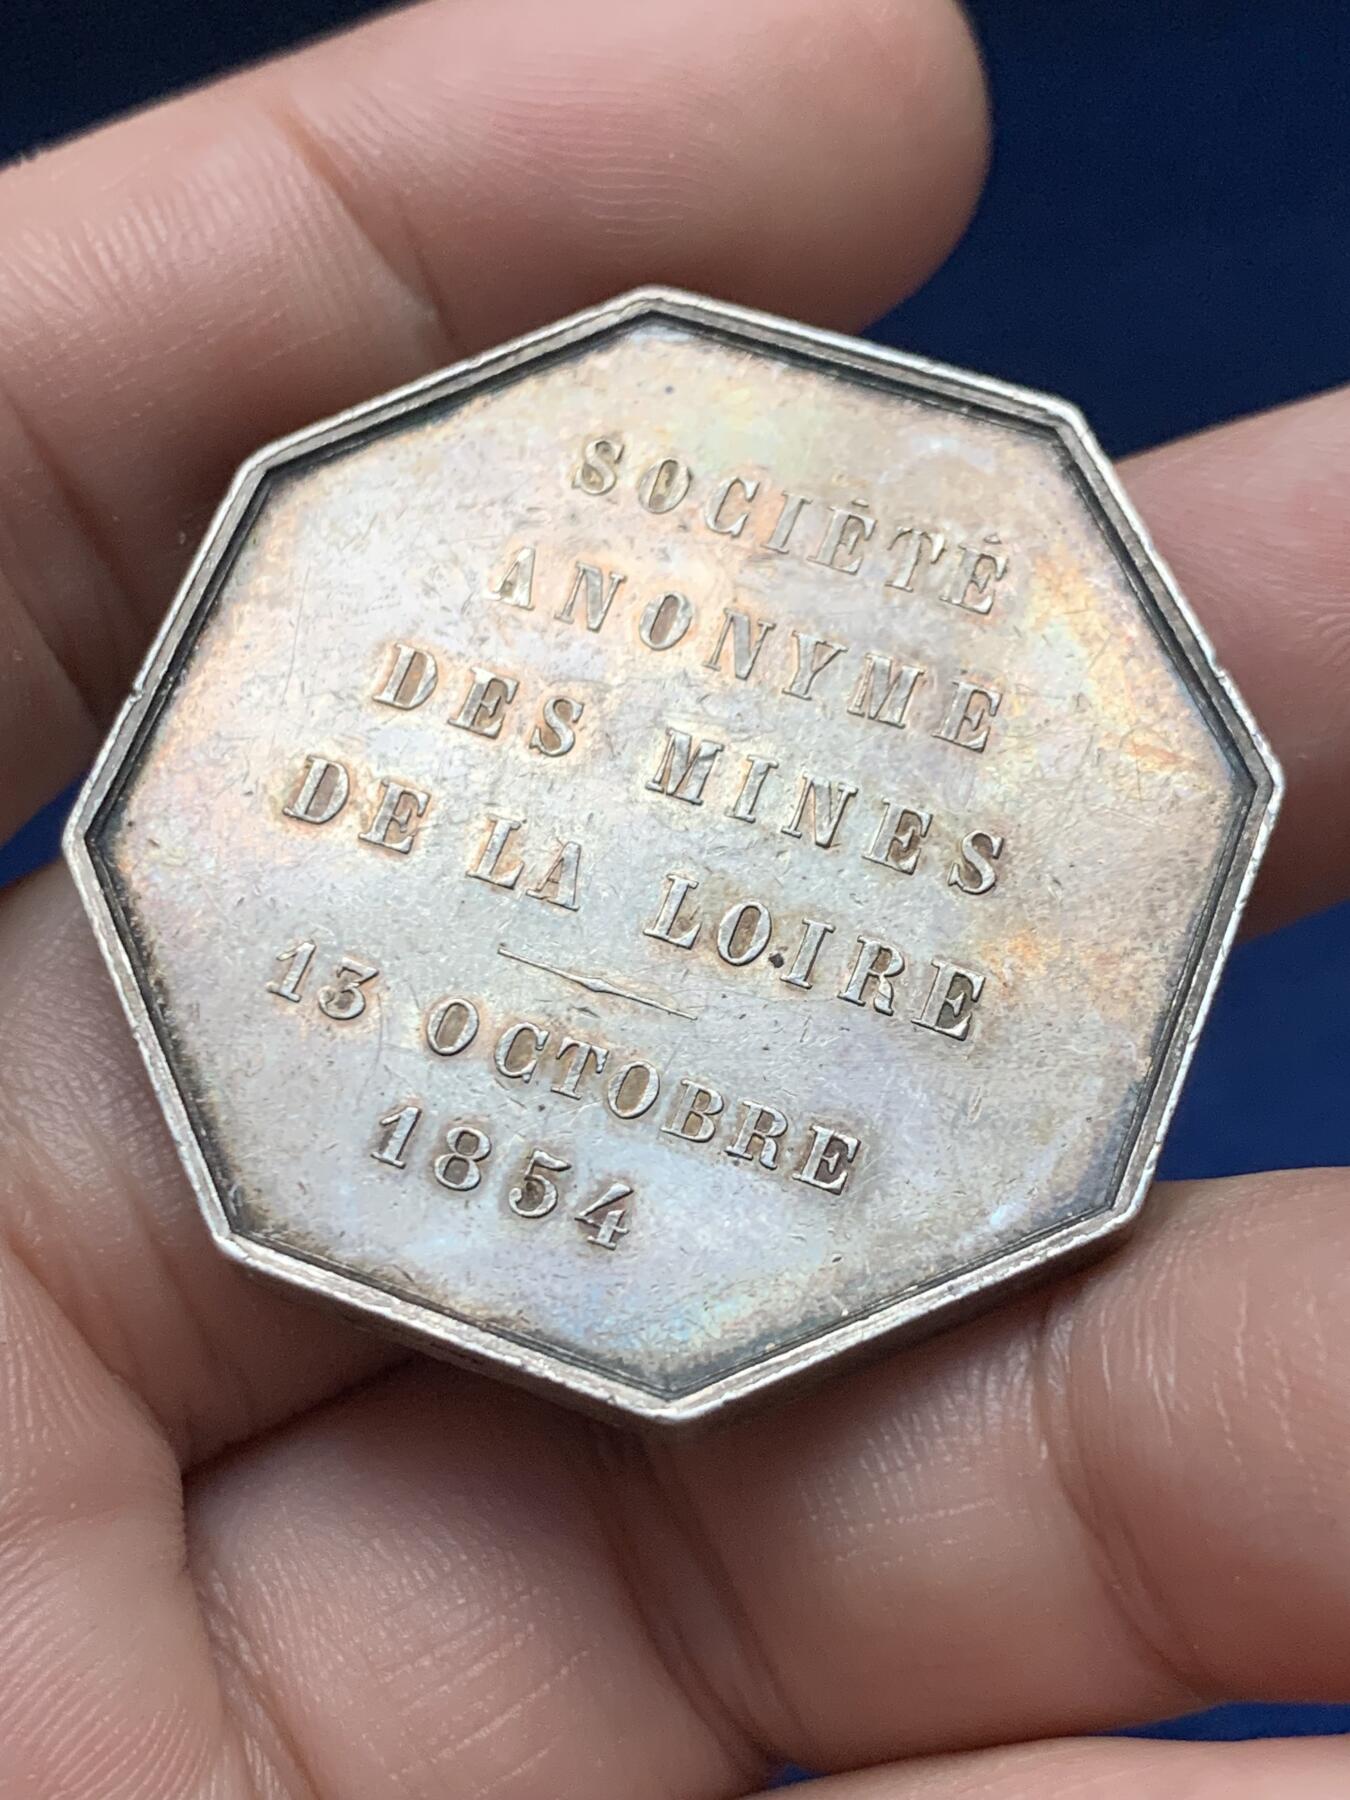 SOCIÉTÉ
ANONYME
DES MINES
DE LA LOIRE
13 OCTOBRE
1854